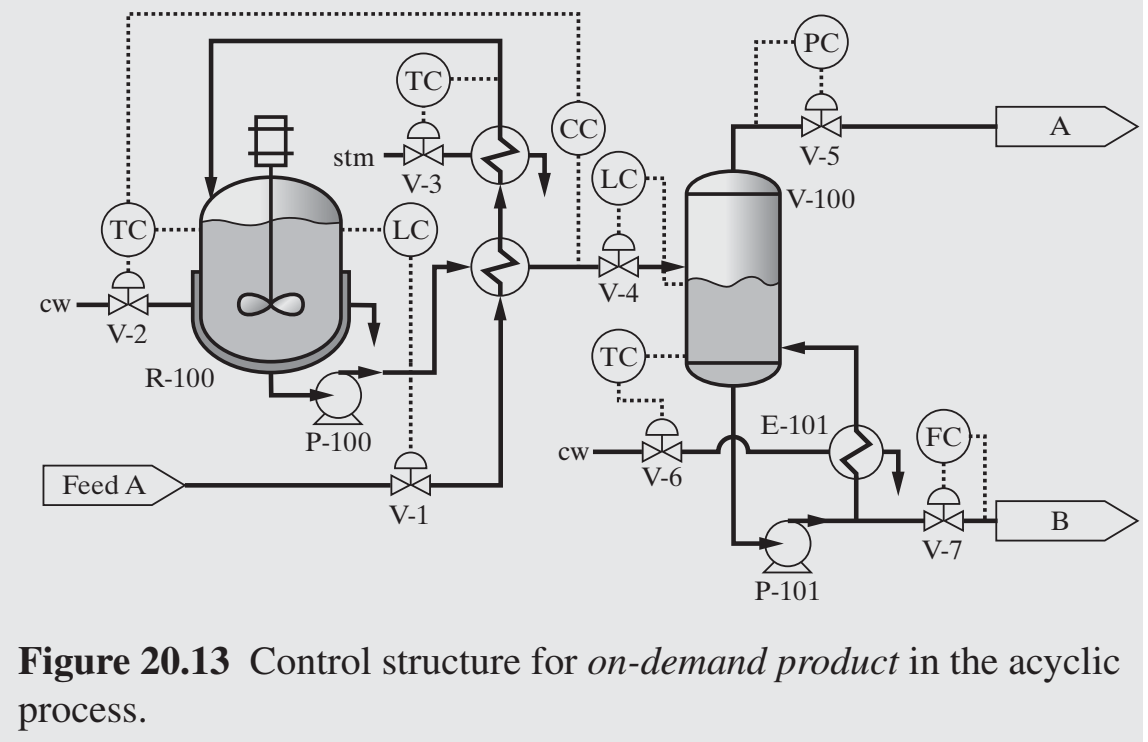 PC
TC
A
CC
stm
V-5
V-3
LC
V-100
TC
LC
V-4
cw
V-2
TC
R-100
E-101
P-100
cw
FC
V-6
Feed A
V-1
B
V-7
P-101
Figure 20.13 Control structure for on-demand product in the acyclic
process.